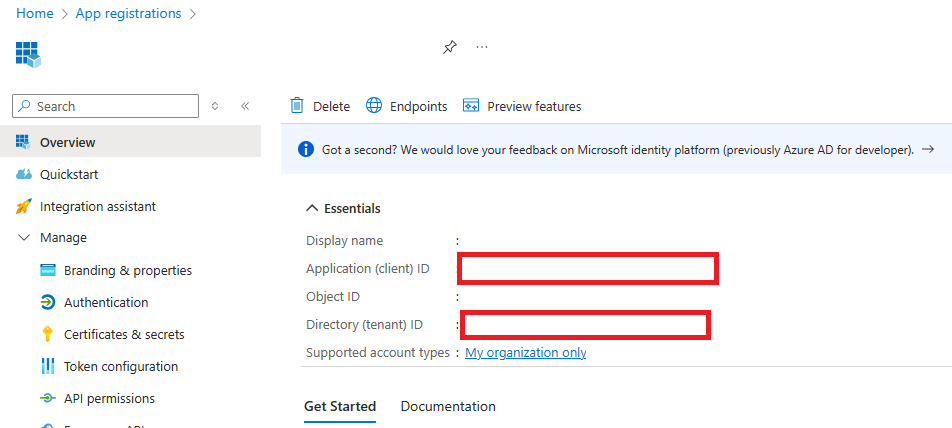 Home > App registrations >
...
Search
«
Delete Endpoints Preview features
Overview
Got a second? We would love your feedback on Microsoft identity platform (previously Azure AD for developer). →
Quickstart
Integration assistant
Essentials
Manage
Display name :
Branding & properties
Application (client) ID :
Authentication
Object ID :
Certificates & secrets
Directory (tenant) ID :
Token configuration
Supported account types : My organization only
API permissions
Get Started Documentation